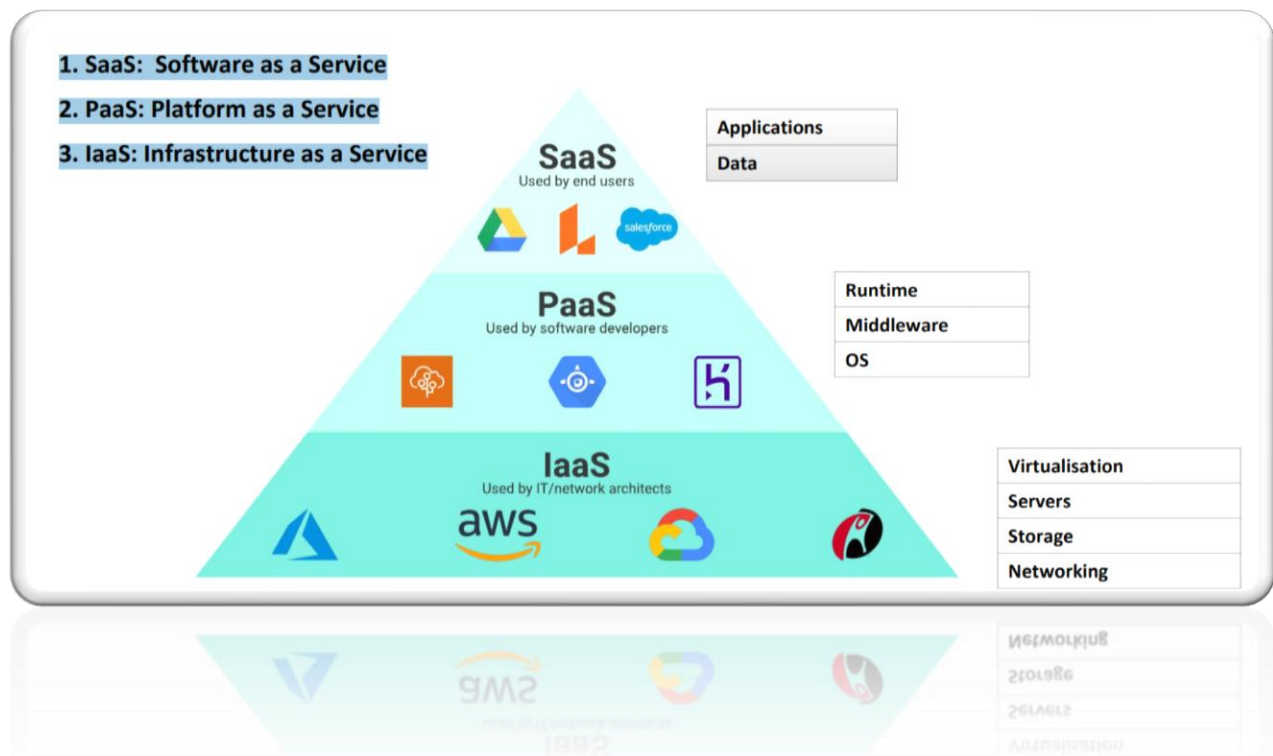 1. SaaS:  Software as a Service
2. PaaS: Platform as a Service
3. IaaS: Infrastructure as a Service
SaaS
Used by end users
salesforce
Applications
Data
PaaS
Used by software developers
Runtime
Middleware
OS
IaaS
Used by IT/network architects
aws
Virtualisation
Servers
Storage
Networking